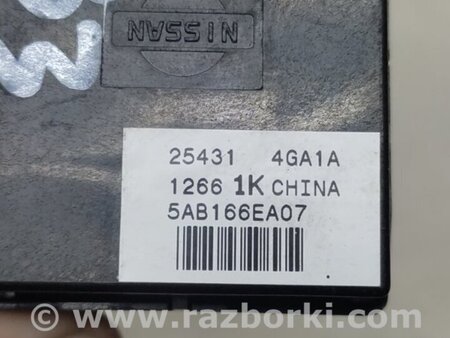 NISSAN
25431 4GA1A
1266 1K CHINA
5AB166EA07
© www.razborki.com